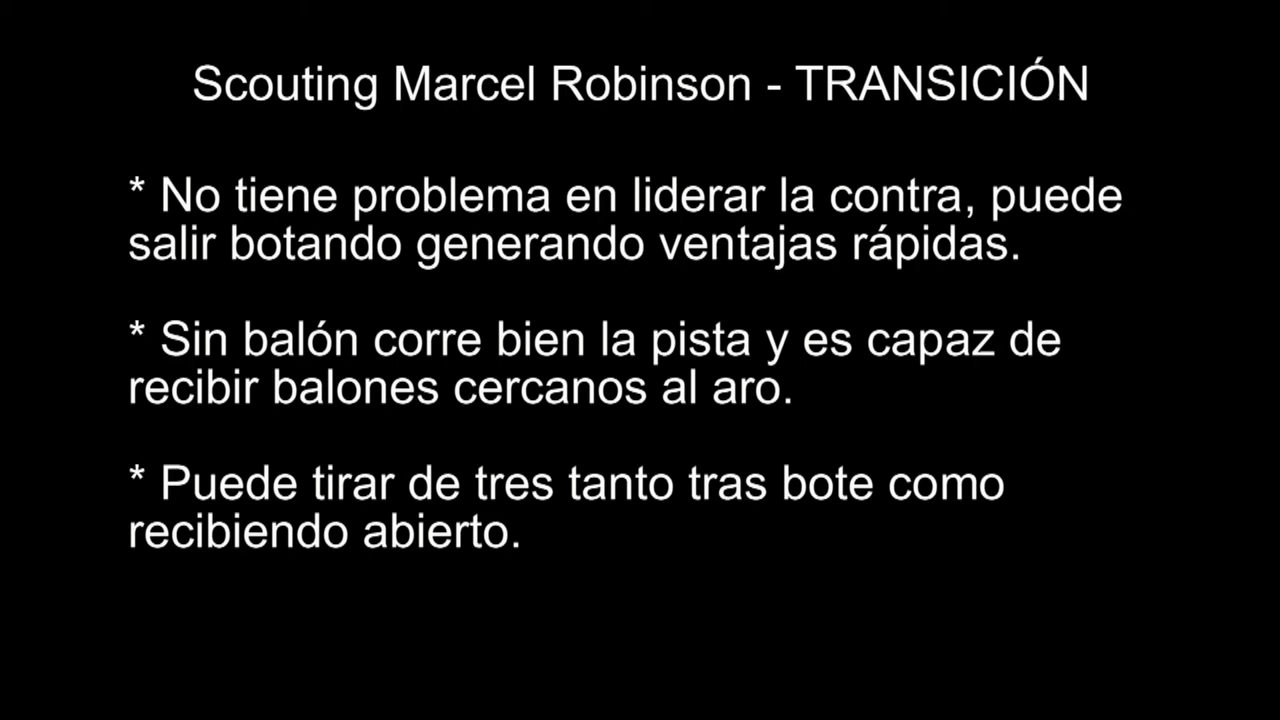 Scouting Marcel Robinson - TRANSICIÓN
* No tiene problema en liderar la contra, puede
salir botando generando ventajas rápidas.
* Sin balón corre bien la pista y es capaz de
recibir balones cercanos al aro.
* Puede tirar de tres tanto tras bote como
recibiendo abierto.